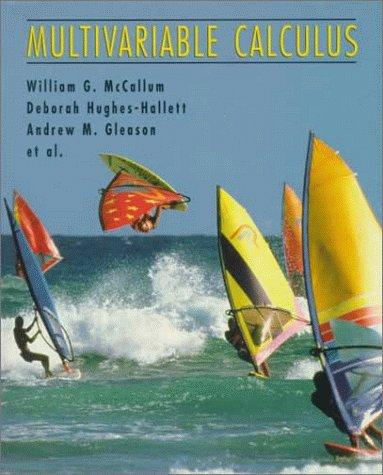 MULTIVARIABLE CALCULUS
William G. McCallum
Deborah Hughes-Hallett
Andrew M. Gleason
et al.